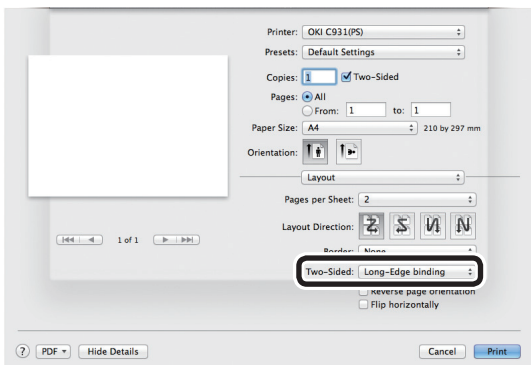 Printer: OKI C931(PS)
Presets: Default Settings
Copies: 1 Two-Sided
Pages: All
From: 1 to: 1
Paper Size: A4 210 by 297 mm
Orientation:
Layout
Pages per Sheet: 2
Layout Direction:
1 of 1
Border: None
Two-Sided: Long-Edge binding
Reverse page orientation
Flip horizontally
? PDF Hide Details Cancel Print